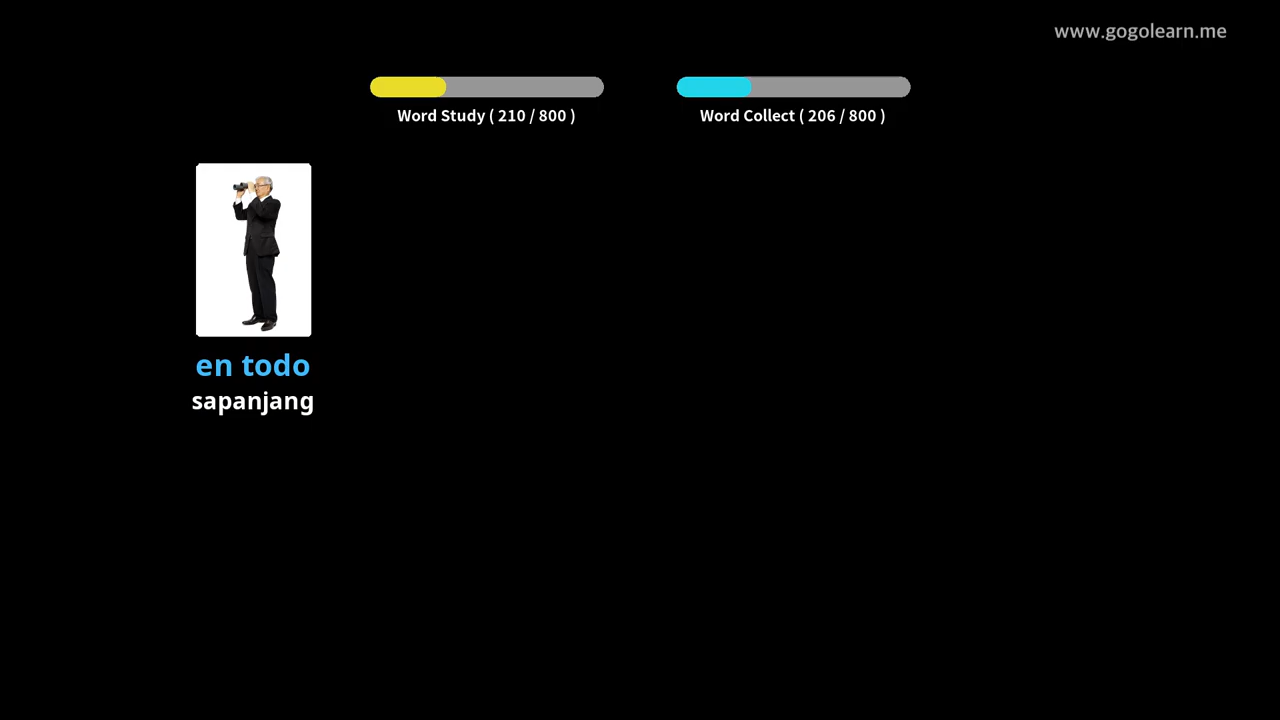 www.gogolearn.me
Word Study ( 210 / 800 )
Word Collect ( 206 / 800 )
en todo
sapanjang